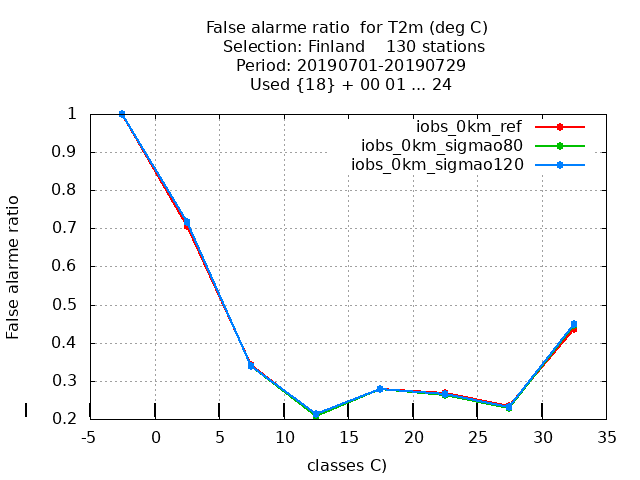 False alarme ratio  for T2m (deg C)
Selection: Finland    130 stations
Period: 20190701-20190729
Used {18} + 00 01 ... 24
iobs_0km_ref
iobs_0km_sigmao80
iobs_0km_sigmao120
False alarme ratio
1
0.9
0.8
0.7
0.6
0.5
0.4
0.3
0.2
-5 0 5 10 15 20 25 30 35
classes C)